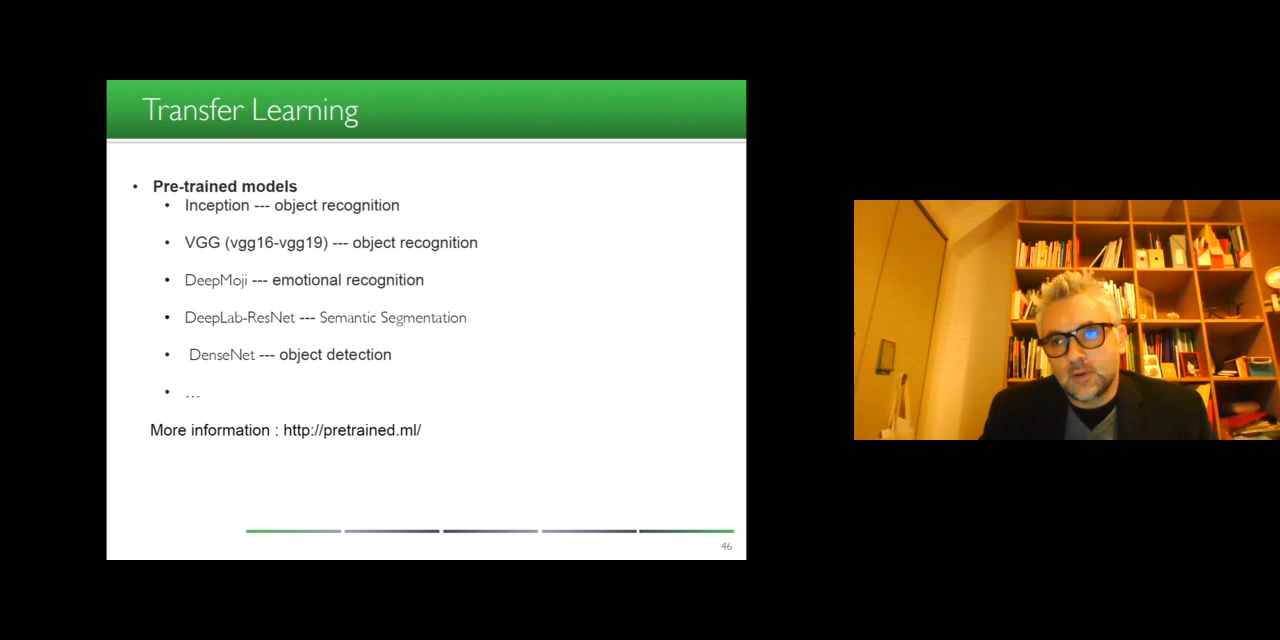 Transfer Learning
• Pre-trained models
• Inception --- object recognition
• VGG (vgg16-vgg19) --- object recognition
• DeepMoji --- emotional recognition
• DeepLab-ResNet --- Semantic Segmentation
• DenseNet --- object detection
• …
More information : http://pretrained.ml/
46